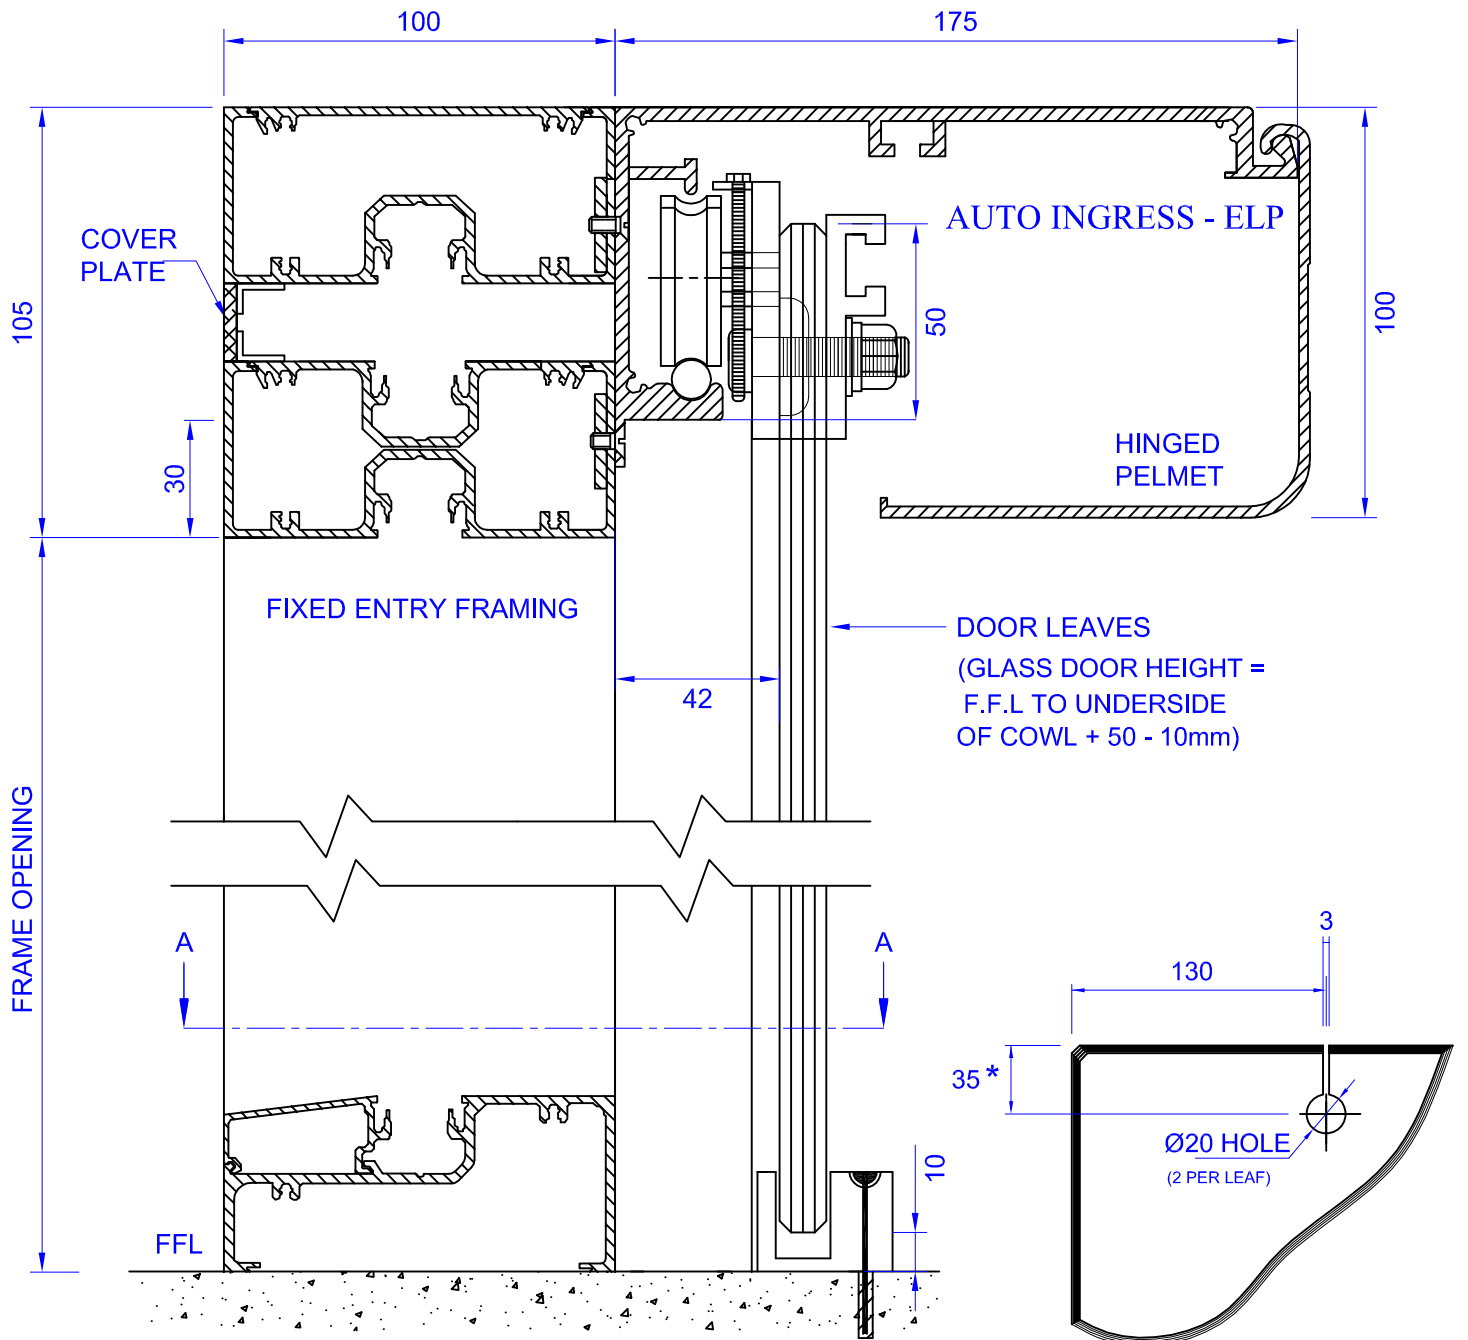 100
175
COVER
PLATE
AUTO INGRESS - ELP
105
50
100
HINGED
PELMET
30
FIXED ENTRY FRAMING
DOOR LEAVES
(GLASS DOOR HEIGHT =
F.F.L TO UNDERSIDE
OF COWL + 50 - 10mm)
42
FRAME OPENING
A
A
3
130
35 *
Ø20 HOLE
(2 PER LEAF)
10
FFL